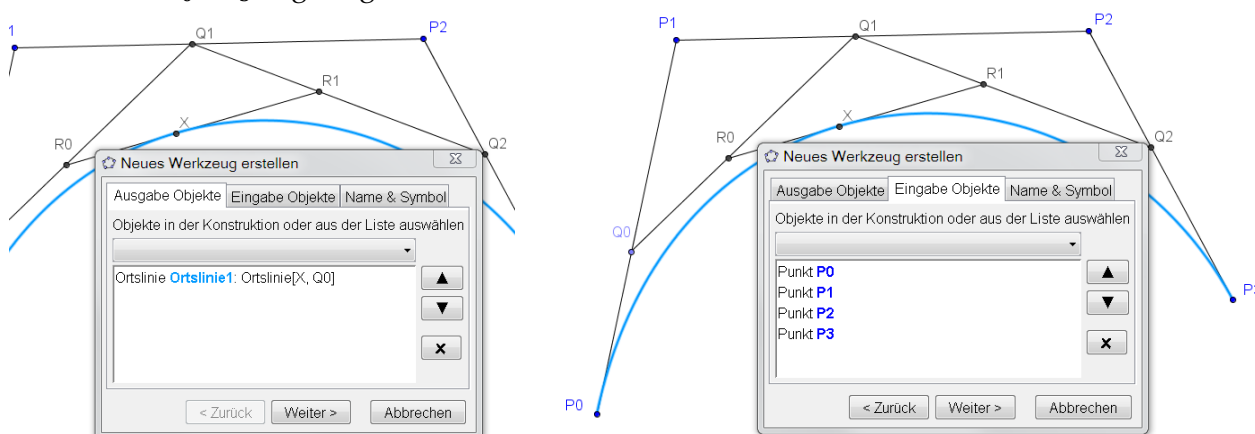 1
Q1
P2
R1
X
R0
Q2
Neues Werkzeug erstellen
Ausgabe Objekte Eingabe Objekte Name & Symbol
Objekte in der Konstruktion oder aus der Liste auswählen
Ortslinie Ortslinie1: Ortslinie[X, Q0]
< Zurück Weiter > Abbrechen
P1
Q1
P2
R1
X
R0
Q2
Q0
Neues Werkzeug erstellen
Ausgabe Objekte Eingabe Objekte Name & Symbol
Objekte in der Konstruktion oder aus der Liste auswählen
Punkt P0
Punkt P1
Punkt P2
Punkt P3
P3
P0
< Zurück Weiter > Abbrechen